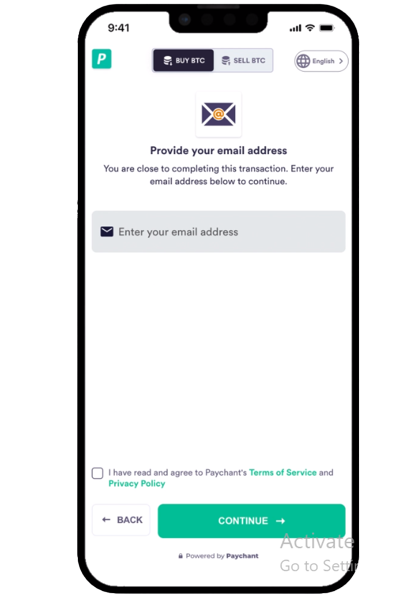 9:41
P
BUY BTC
SELL BTC
English
@
Provide your email address
You are close to completing this transaction. Enter your
email address below to continue.
Enter your email address
I have read and agree to Paychant's Terms of Service and
Privacy Policy
← BACK
CONTINUE →
Activate
Go to Settin
Powered by Paychant